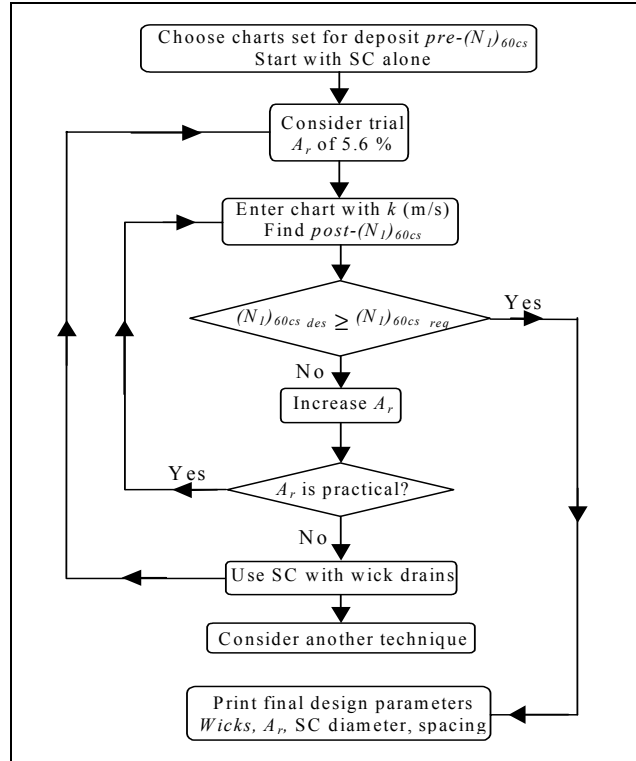 Choose charts set for deposit pre-(N1)60cs
Start with SC alone
Consider trial
Ar of 5.6 %
Enter chart with k (m/s)
Find post-(N1)60cs
(N1)60cs des ≥ (N1)60cs req
Yes
No
Increase Ar
Yes
Ar is practical?
No
Use SC with wick drains
Consider another technique
Print final design parameters
Wicks, Ar, SC diameter, spacing